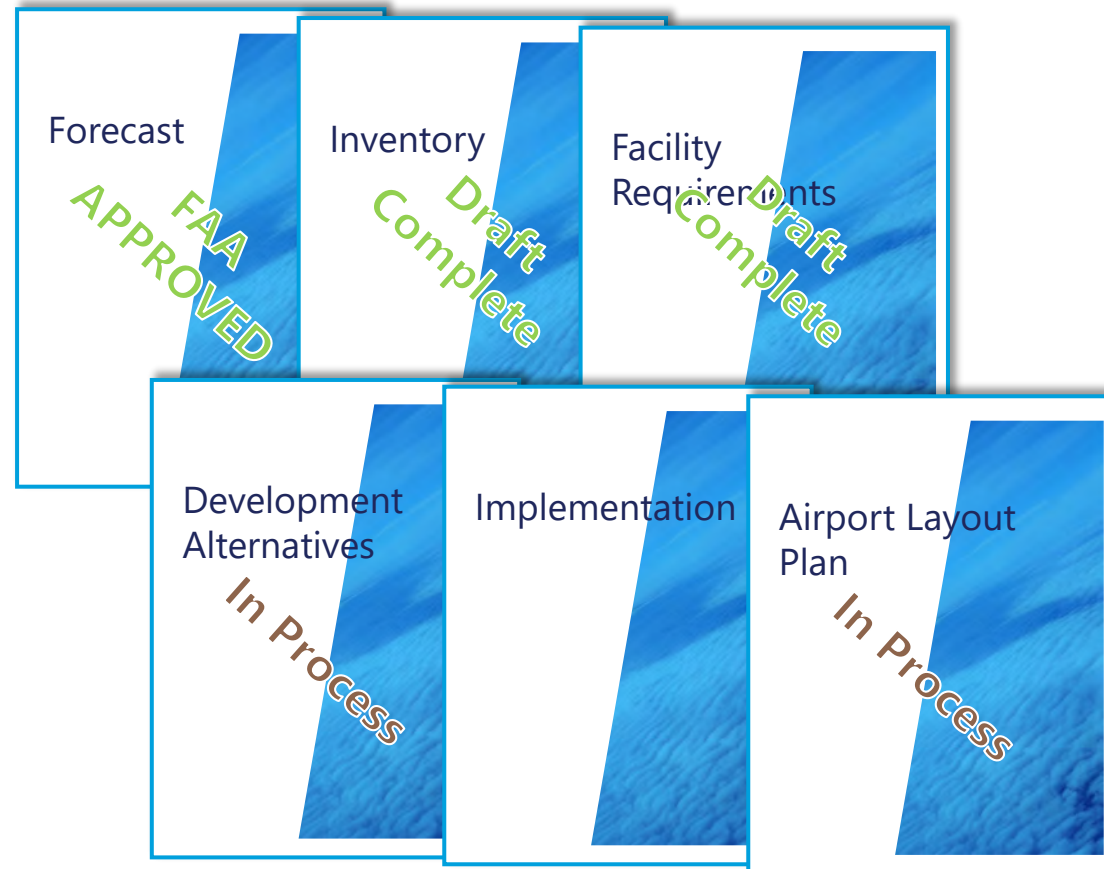 Forecast
FAA
APPROVED
Inventory
Draft
Complete
Facility
Requirements
Draft
Complete
Development
Alternatives
In Process
Implementation
Airport Layout
Plan
In Process